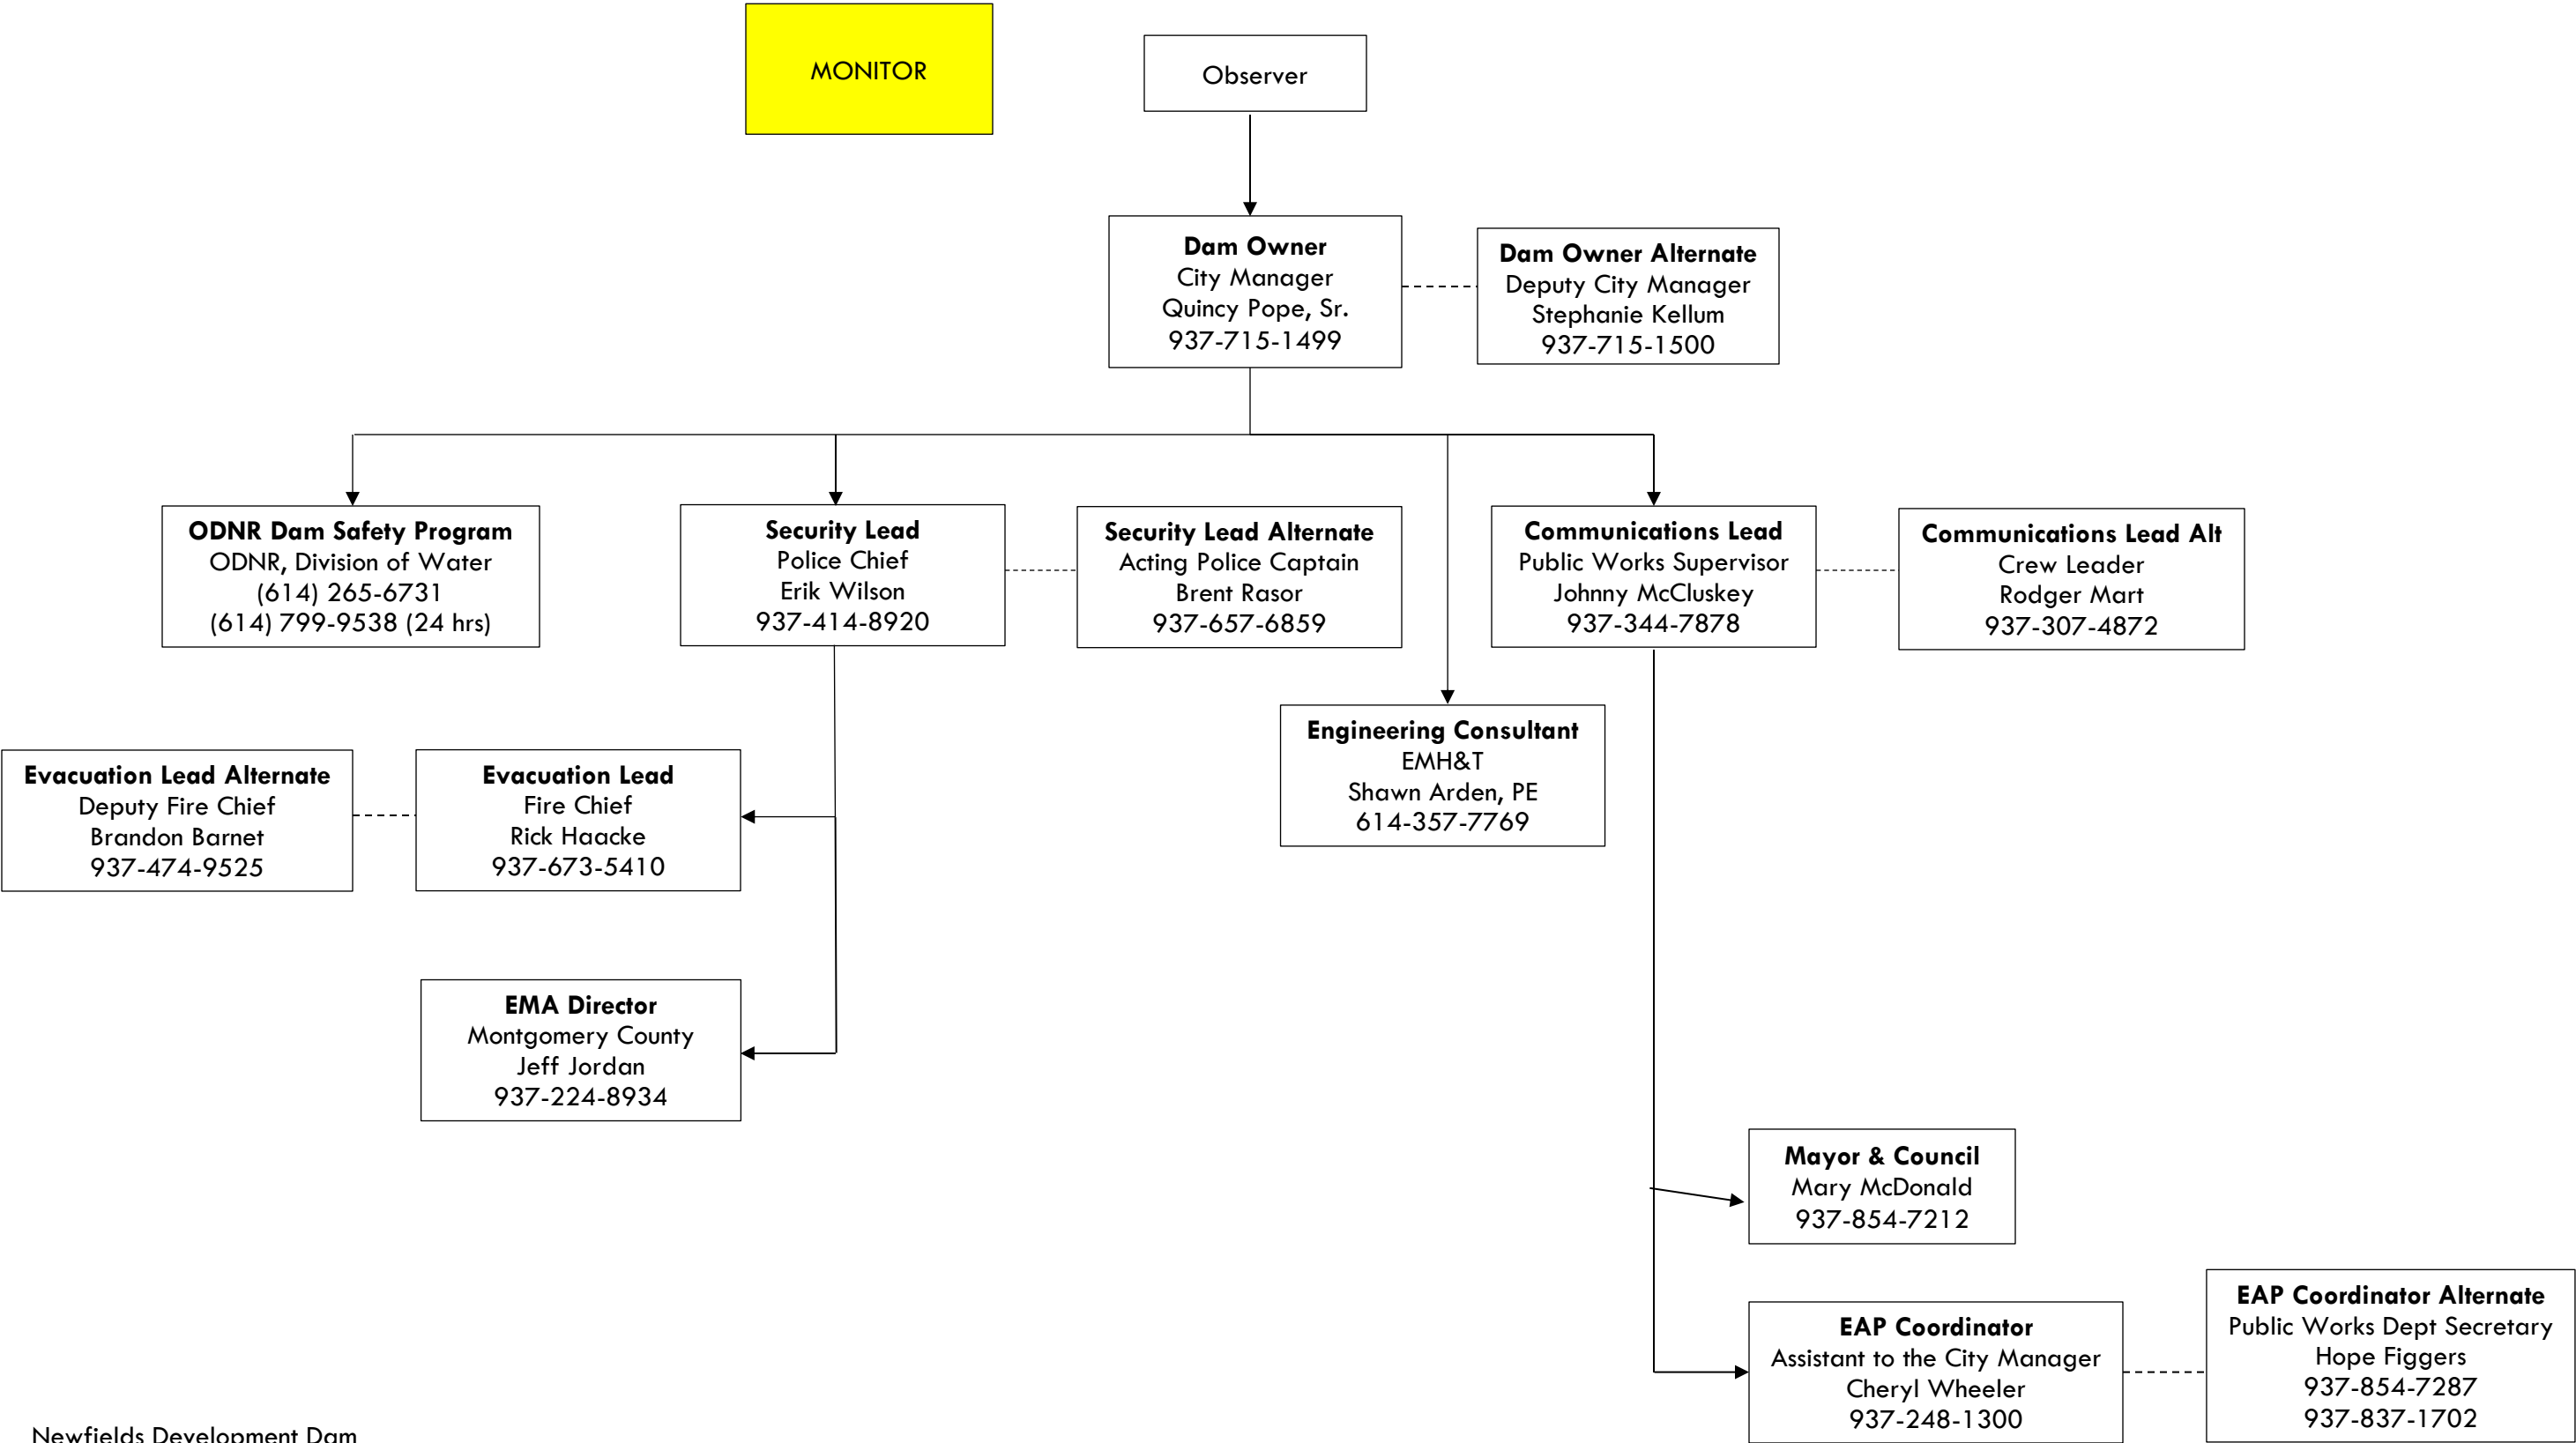 MONITOR
Observer
Dam Owner
City Manager
Quincy Pope, Sr.
937-715-1499
Dam Owner Alternate
Deputy City Manager
Stephanie Kellum
937-715-1500
ODNR Dam Safety Program
ODNR, Division of Water
(614) 265-6731
(614) 799-9538 (24 hrs)
Security Lead
Police Chief
Erik Wilson
937-414-8920
Security Lead Alternate
Acting Police Captain
Brent Rasor
937-657-6859
Communications Lead
Public Works Supervisor
Johnny McCluskey
937-344-7878
Communications Lead Alt
Crew Leader
Rodger Mart
937-307-4872
Engineering Consultant
EMH&T
Shawn Arden, PE
614-357-7769
Evacuation Lead Alternate
Deputy Fire Chief
Brandon Barnet
937-474-9525
Evacuation Lead
Fire Chief
Rick Haacke
937-673-5410
EMA Director
Montgomery County
Jeff Jordan
937-224-8934
Mayor & Council
Mary McDonald
937-854-7212
EAP Coordinator
Assistant to the City Manager
Cheryl Wheeler
937-248-1300
EAP Coordinator Alternate
Public Works Dept Secretary
Hope Figgers
937-854-7287
937-837-1702
Newfields Development Dam